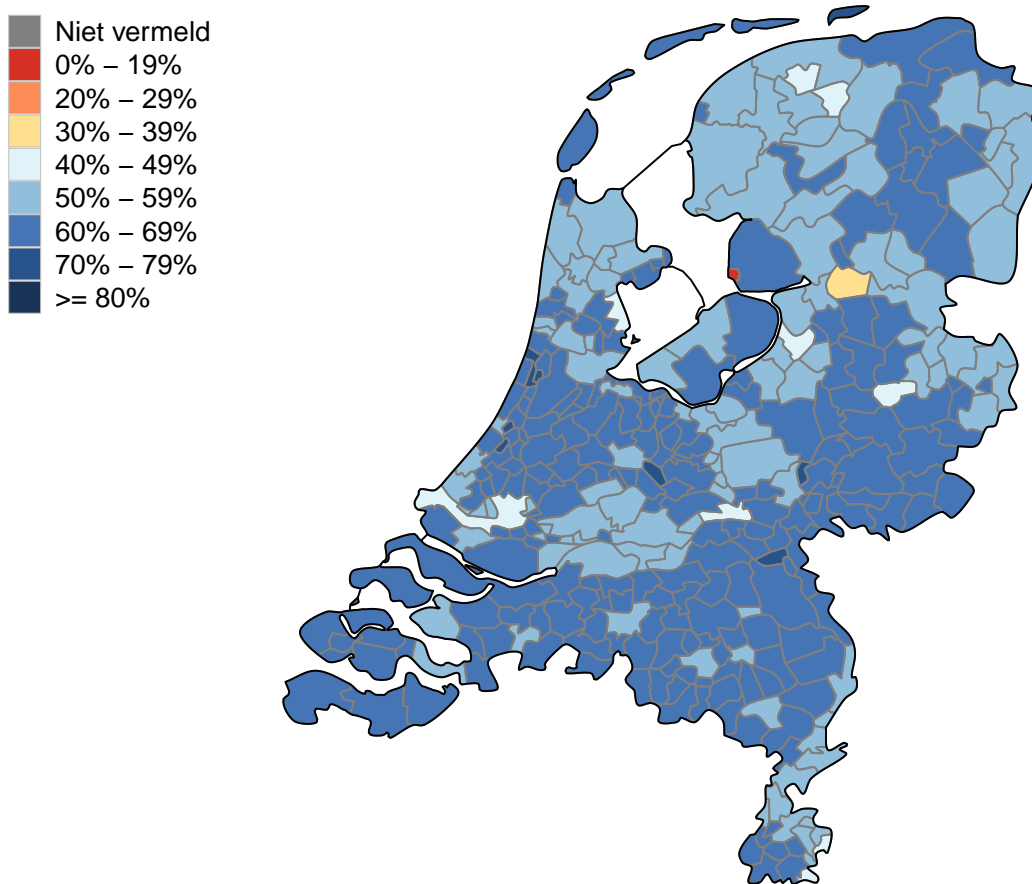 Niet vermeld
0% – 19%
20% – 29%
30% – 39%
40% – 49%
50% – 59%
60% – 69%
70% – 79%
>= 80%